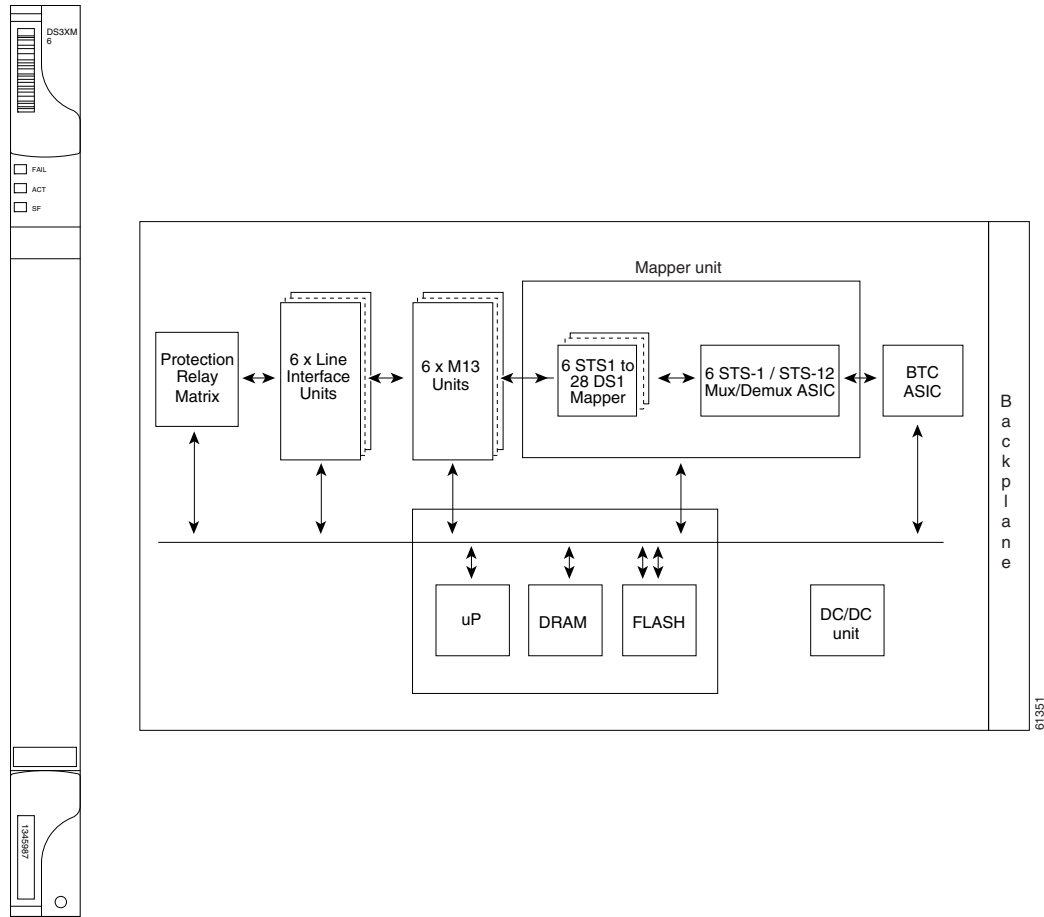 DS3XM
6
FAIL
ACT
SF
1345987
Mapper unit
Protection
Relay
Matrix
6 x Line
Interface
Units
6 x M13
Units
6 STS1 to
28 DS1
Mapper
6 STS-1 / STS-12
Mux/Demux ASIC
BTC
ASIC
uP
DRAM
FLASH
DC/DC
unit
Backplane
61351